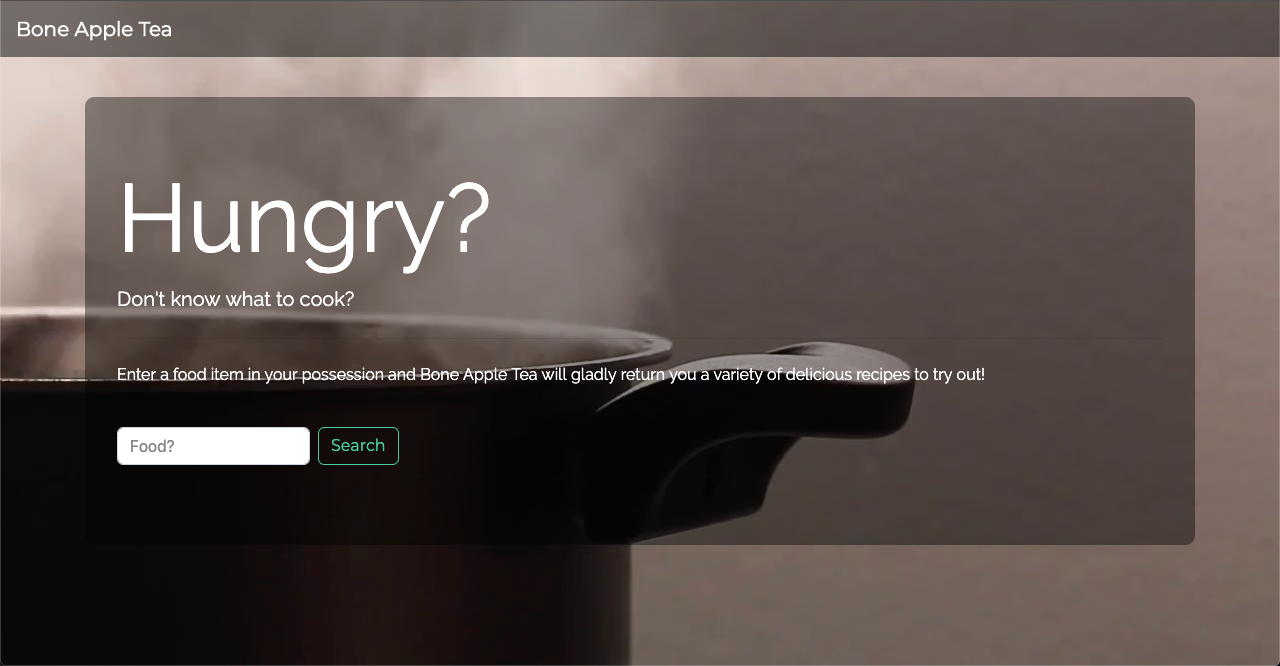 Bone Apple Tea
Hungry?
Don't know what to cook?
Enter a food item in your possession and Bone Apple Tea will gladly return you a variety of delicious recipes to try out!
Food? Search